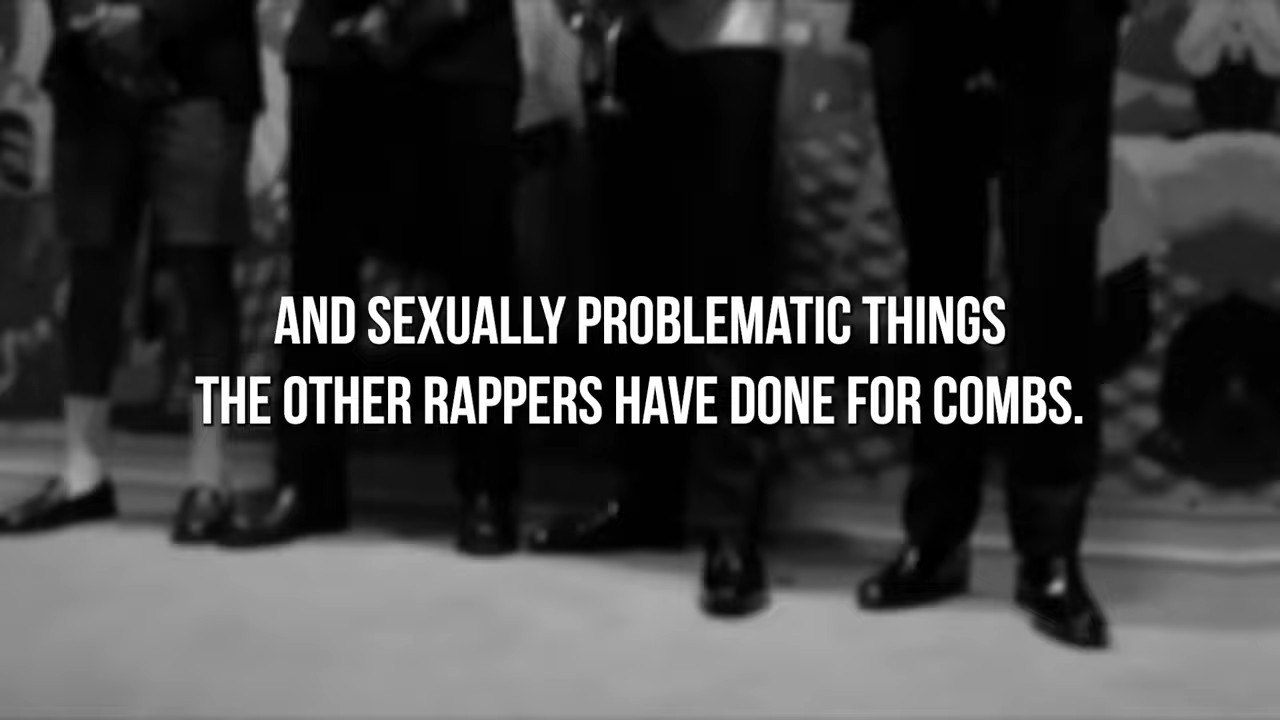 AND SEXUALLY PROBLEMATIC THINGS
THE OTHER RAPPERS HAVE DONE FOR COMBS.